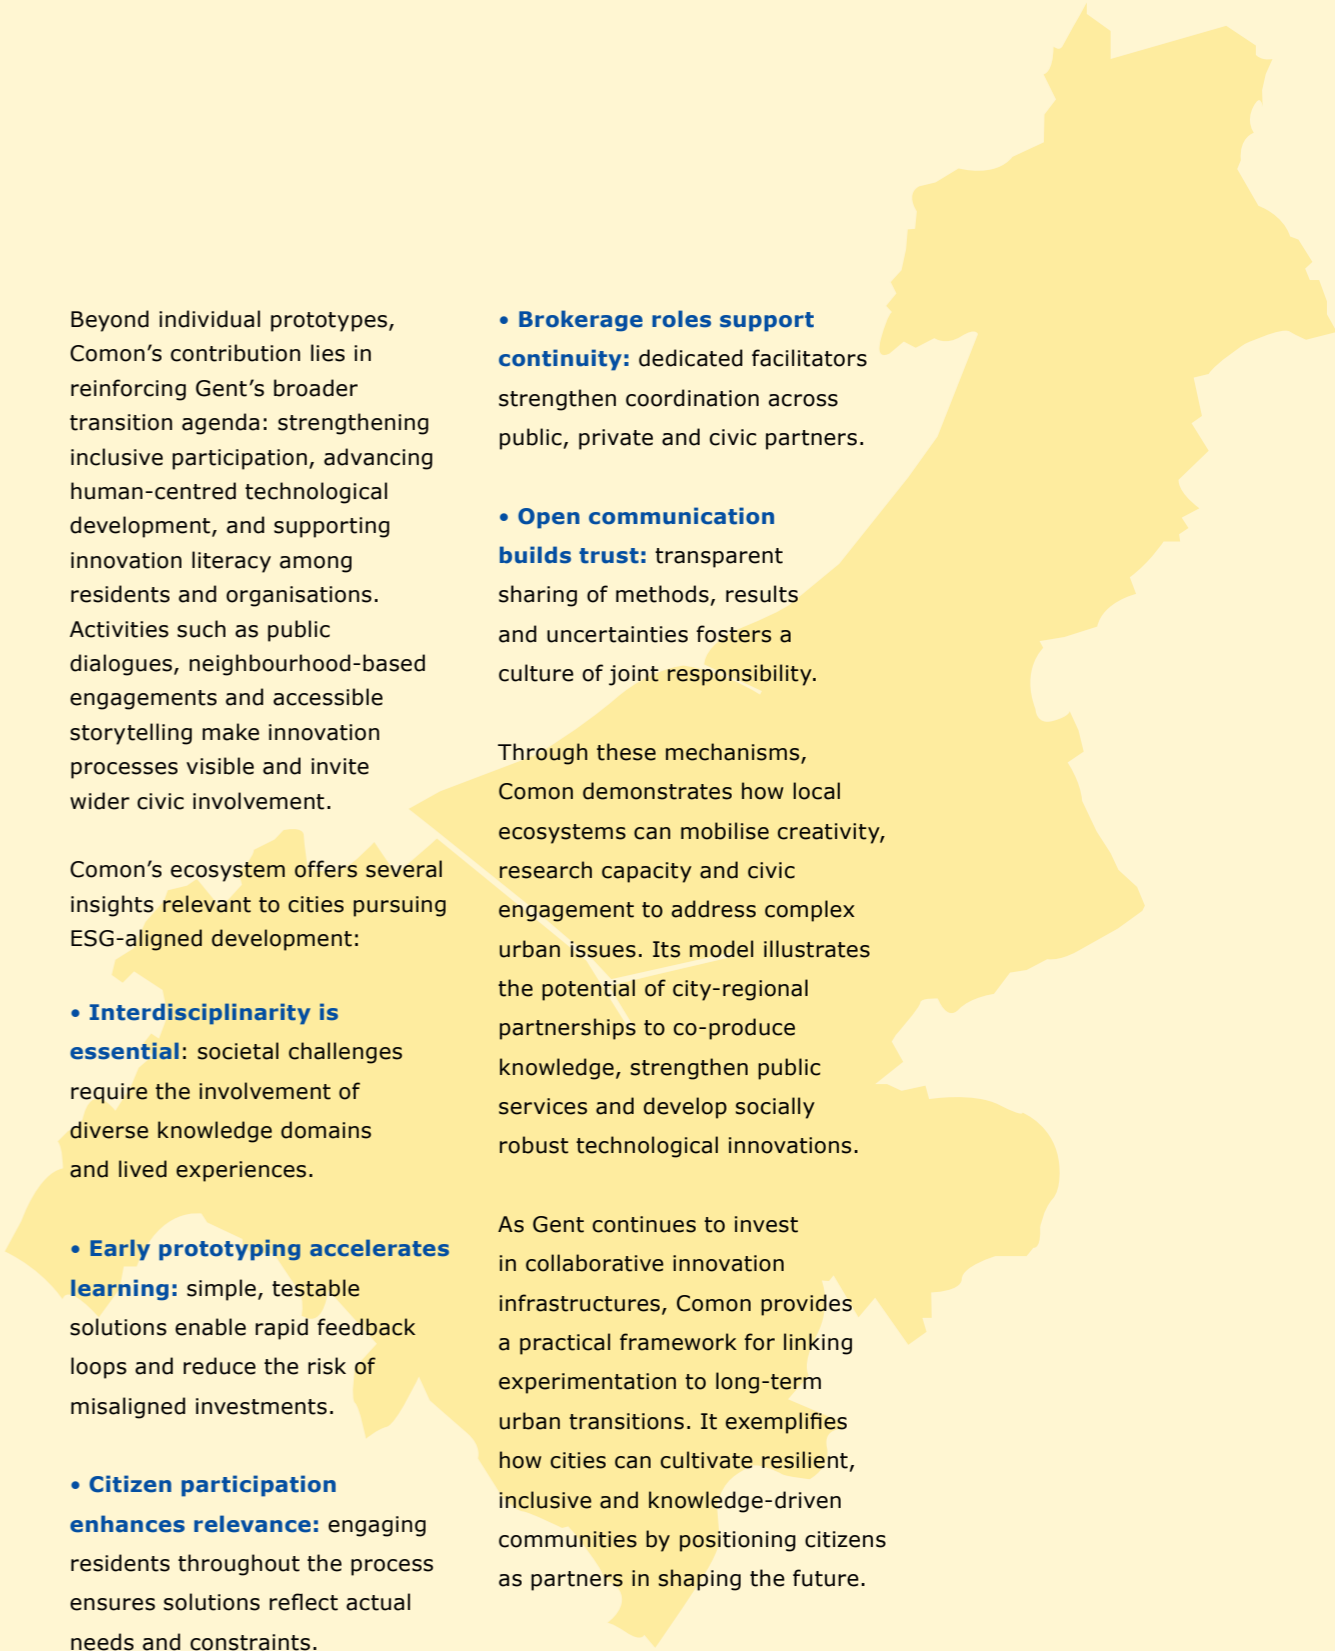 Beyond individual prototypes,
Comon’s contribution lies in
reinforcing Gent’s broader
transition agenda: strengthening
inclusive participation, advancing
human-centred technological
development, and supporting
innovation literacy among
residents and organisations.
Activities such as public
dialogues, neighbourhood-based
engagements and accessible
storytelling make innovation
processes visible and invite
wider civic involvement.
Comon’s ecosystem offers several
insights relevant to cities pursuing
ESG-aligned development:
• Interdisciplinarity is
essential: societal challenges
require the involvement of
diverse knowledge domains
and lived experiences.
• Early prototyping accelerates
learning: simple, testable
solutions enable rapid feedback
loops and reduce the risk of
misaligned investments.
• Citizen participation
enhances relevance: engaging
residents throughout the process
ensures solutions reflect actual
needs and constraints.
• Brokerage roles support
continuity: dedicated facilitators
strengthen coordination across
public, private and civic partners.
• Open communication
builds trust: transparent
sharing of methods, results
and uncertainties fosters a
culture of joint responsibility.
Through these mechanisms,
Comon demonstrates how local
ecosystems can mobilise creativity,
research capacity and civic
engagement to address complex
urban issues. Its model illustrates
the potential of city-regional
partnerships to co-produce
knowledge, strengthen public
services and develop socially
robust technological innovations.
As Gent continues to invest
in collaborative innovation
infrastructures, Comon provides
a practical framework for linking
experimentation to long-term
urban transitions. It exemplifies
how cities can cultivate resilient,
inclusive and knowledge-driven
communities by positioning citizens
as partners in shaping the future.